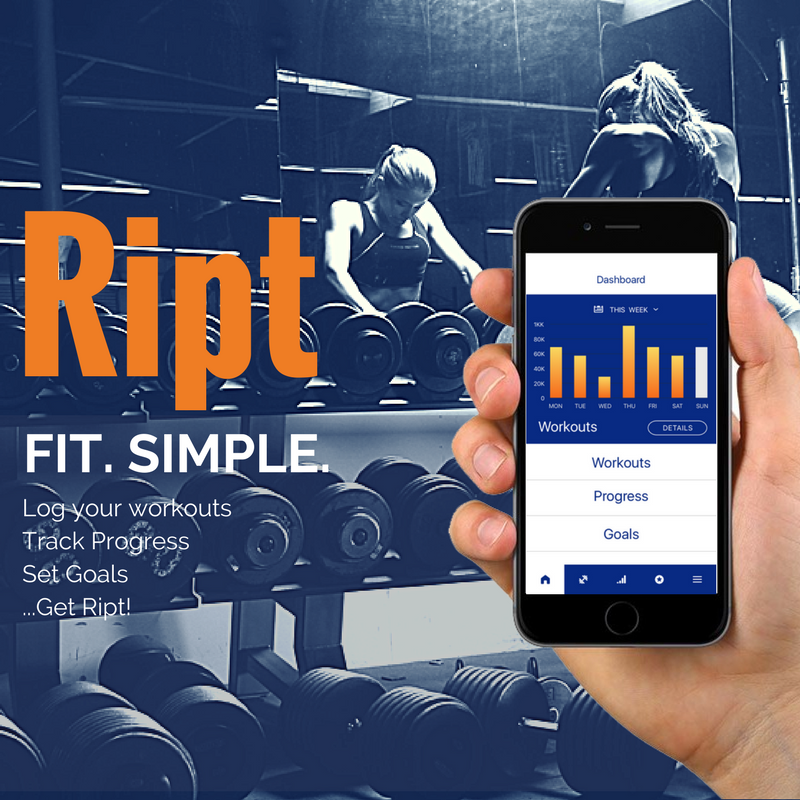 Ript
FIT. SIMPLE.
Log your workouts
Track Progress
Set Goals
...Get Ript!
Dashboard
THIS WEEK
1KK
80K
60K
40K
20K
0
MON TUE WED THU FRI SAT SUN
Workouts DETAILS
Workouts
Progress
Goals